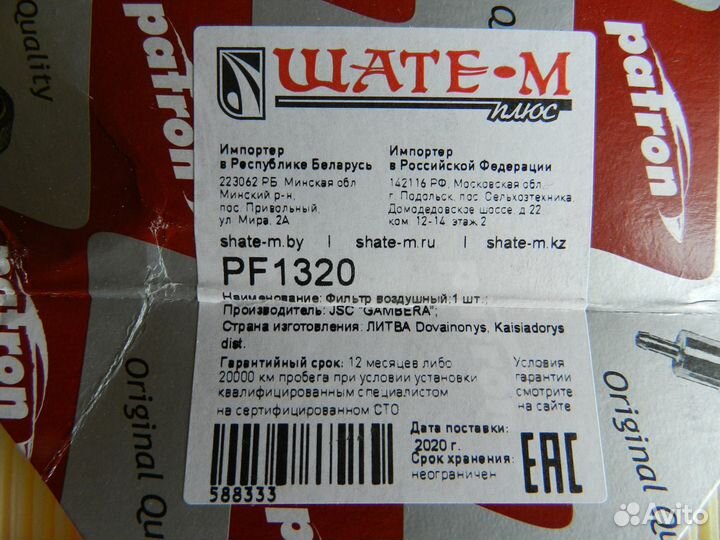 Quality
patron
patron
ШАТЕ-М
плюс
Импортер
в Республике Беларусь
223062 РБ, Минская обл.
Минский р-н,
пос. Привольный,
ул. Мира, 2А
Импортер
в Российской Федерации
142116 РФ, Московская обл.,
г. Подольск, пос. Сельхозтехника,
Домодедовское шоссе, д.22
ком. 12-14, этаж 2
shate-m.by | shate-m.ru | shate-m.kz
PF1320
Наименование: Фильтр воздушный;1 шт.;
Производитель: JSC "GAMBERA";
Страна изготовления: ЛИТВА Dovainonys, Kaisiadorys
dist.
Гарантийный срок: 12 месяцев либо
20000 км пробега при условии установки
квалифицированным специалистом
на сертифицированном СТО
Условия
гарантии
смотрите
на сайте
Дата поставки:
2020 г.
Срок хранения:
неограничен
EAC
588333
patron
Original Qu
patron
Original Qu
Avito